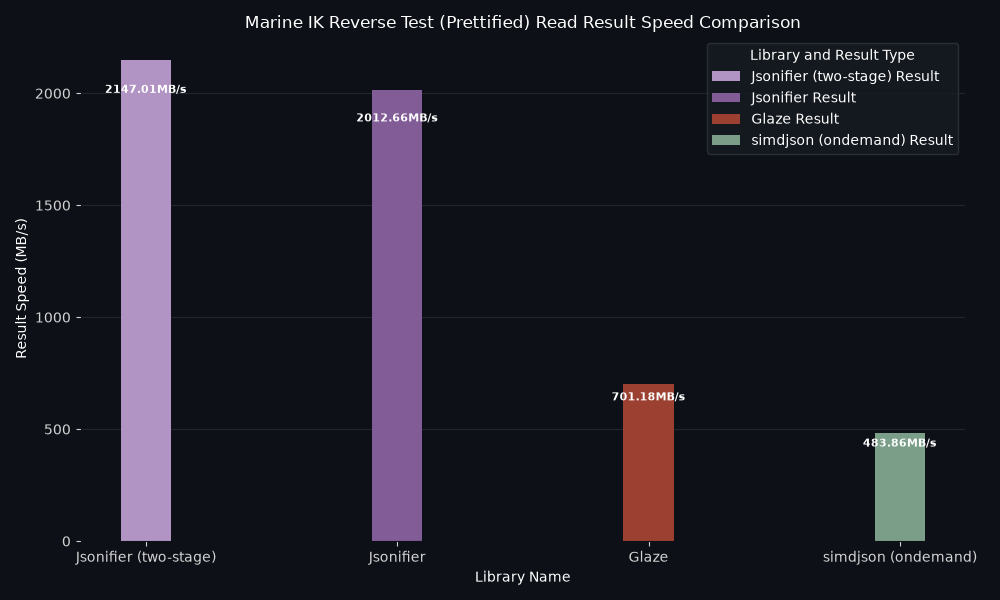 Marine IK Reverse Test (Prettified) Read Result Speed Comparison
Library and Result Type
Jsonifier (two-stage) Result
Jsonifier Result
Glaze Result
simdjson (ondemand) Result
Result Speed (MB/s)
2000
1500
1000
500
0
2147.01MB/s
2012.66MB/s
701.18MB/s
483.86MB/s
Jsonifier (two-stage)
Jsonifier
Glaze
simdjson (ondemand)
Library Name